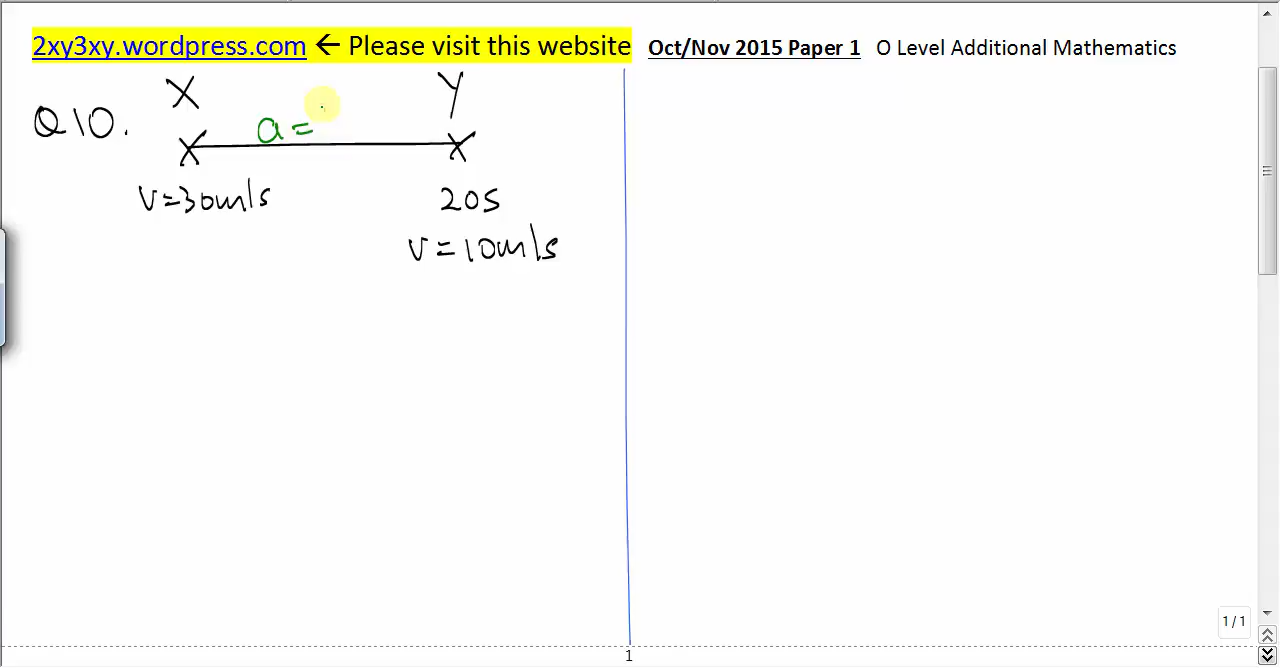 2xy3xy.wordpress.com ← Please visit this website Oct/Nov 2015 Paper 1 O Level Additional Mathematics
X Y
Q10. a =
X X
v=30m/s 20s
v=10m/s
1/1
1